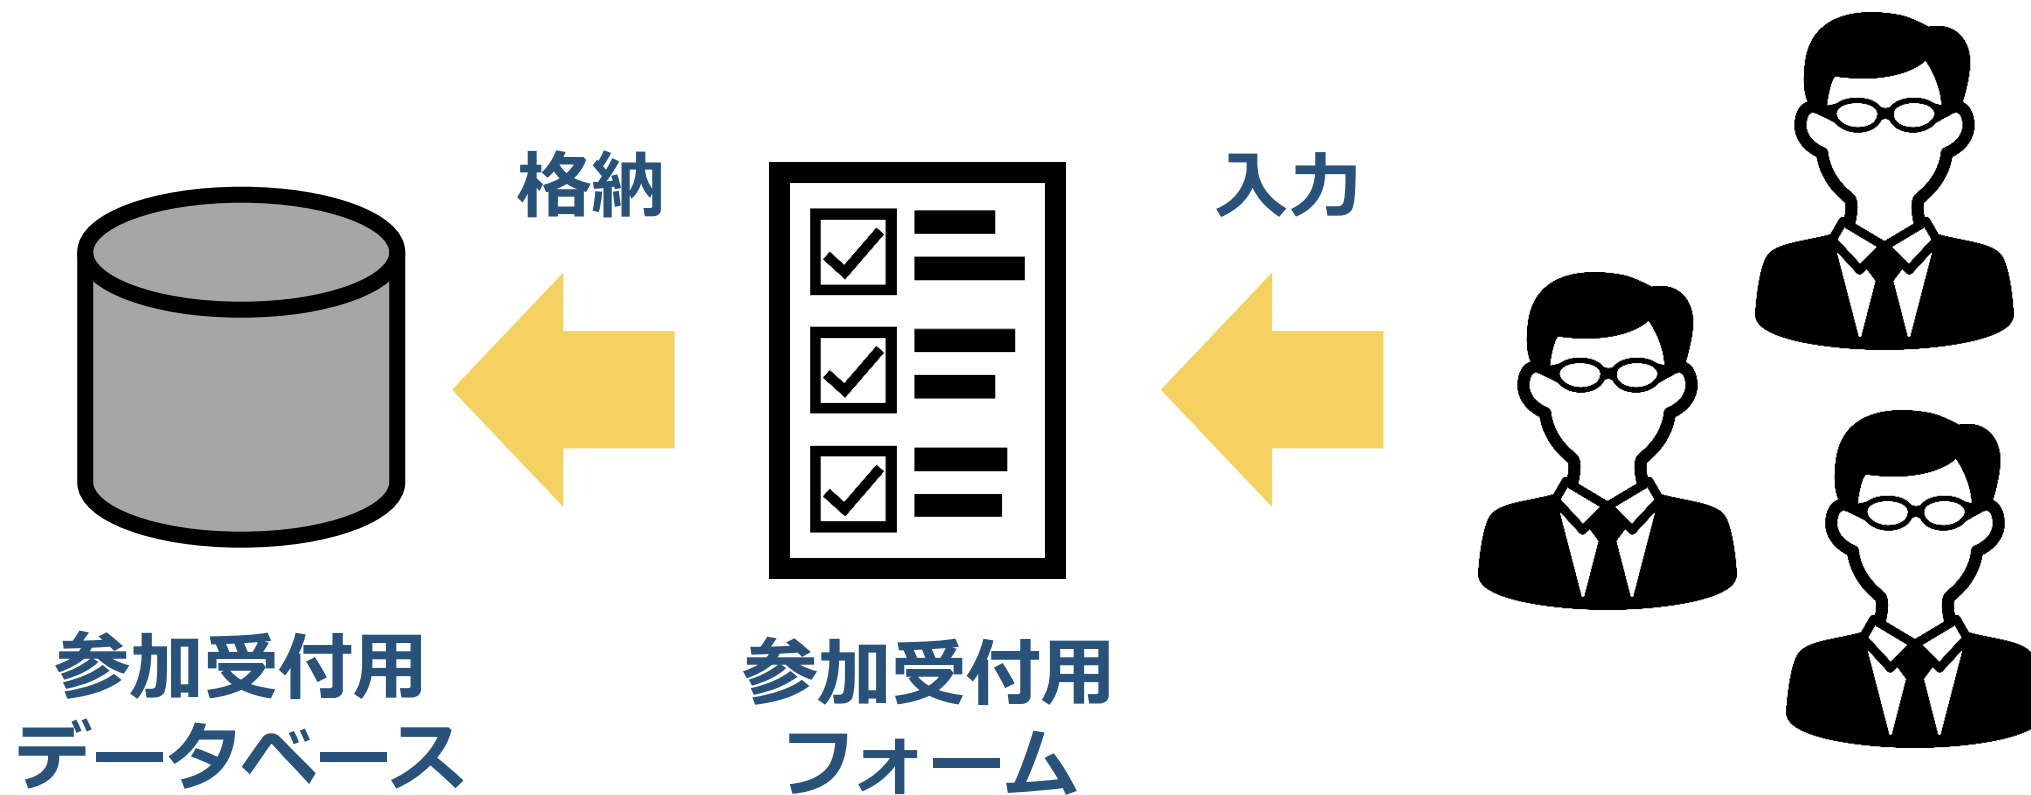 格納
入力
参加受付用
データベース
参加受付用
フォーム